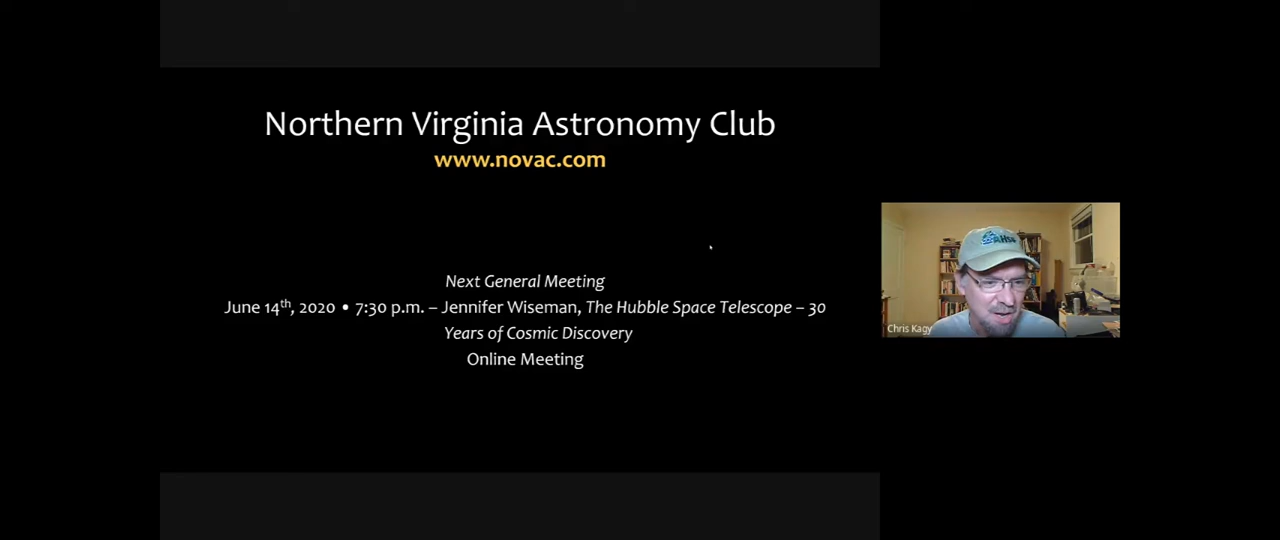 Northern Virginia Astronomy Club
www.novac.com
Next General Meeting
June 14th, 2020 • 7:30 p.m. – Jennifer Wiseman, The Hubble Space Telescope – 30
Years of Cosmic Discovery
Online Meeting
Chris Kagy